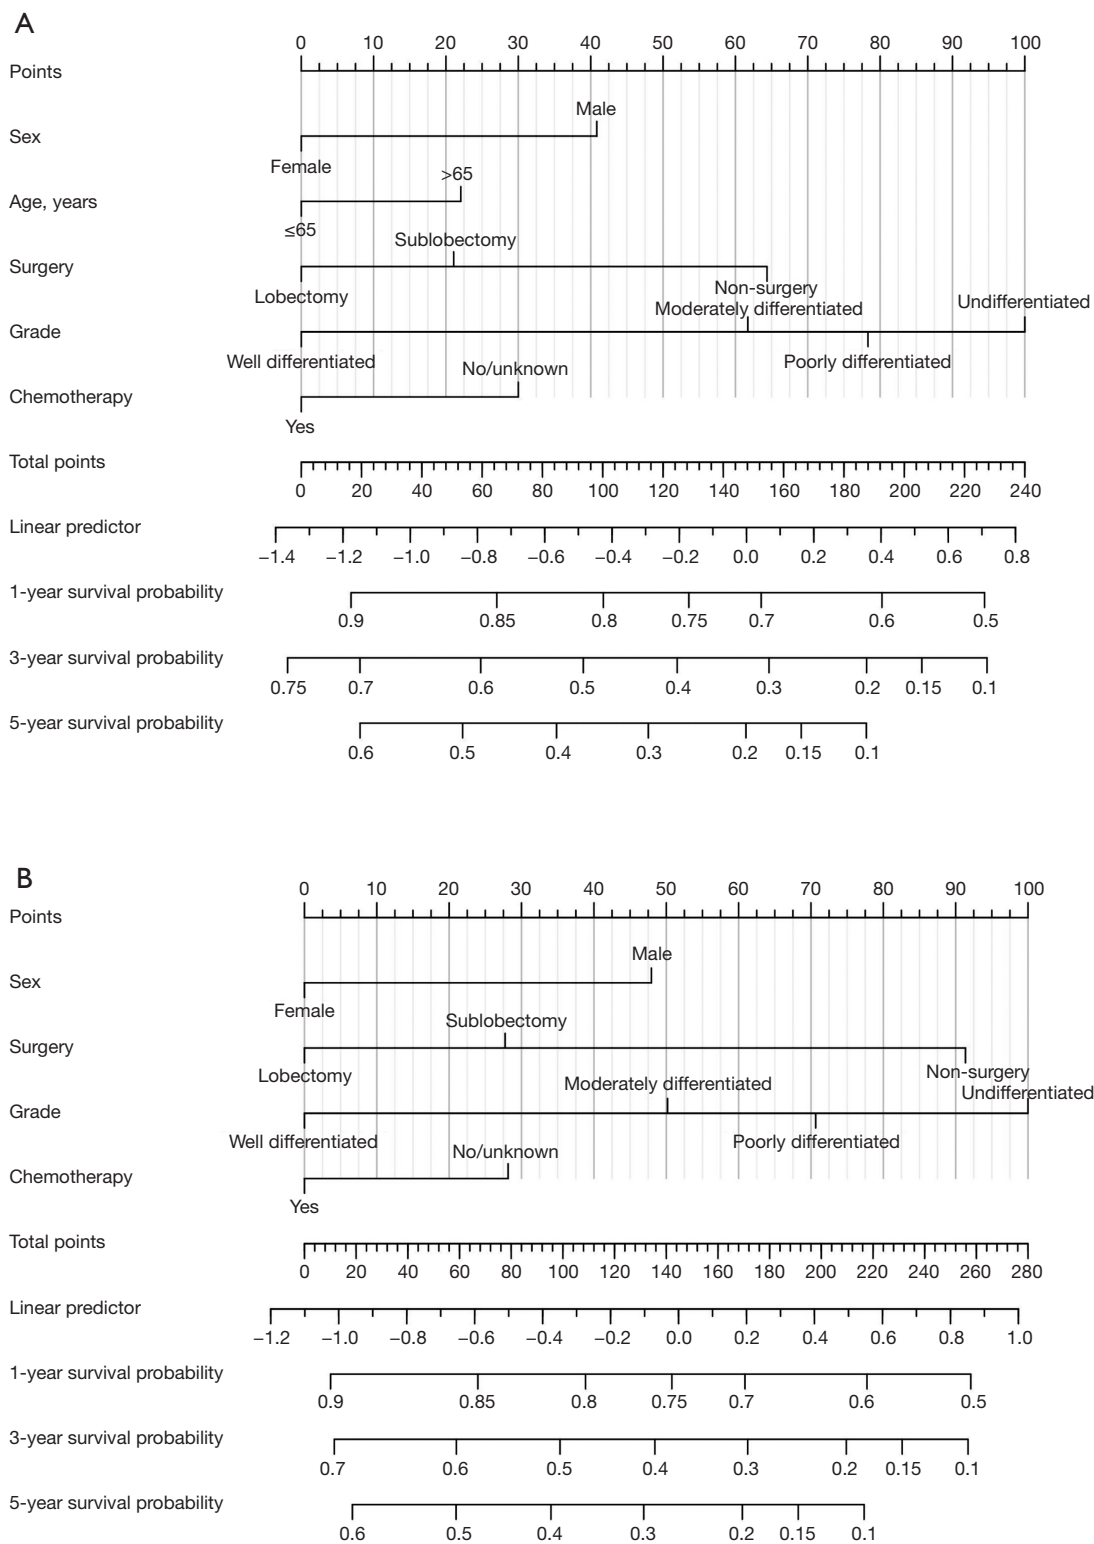 A
0 10 20 30 40 50 60 70 80 90 100
Points
Male
Sex
Female
>65
Age, years
≤65
Sublobectomy
Surgery
Lobectomy
Non-surgery
Moderately differentiated
Undifferentiated
Grade
Well differentiated
Poorly differentiated
No/unknown
Chemotherapy
Yes
Total points
0 20 40 60 80 100 120 140 160 180 200 220 240
Linear predictor
−1.4 −1.2 −1.0 −0.8 −0.6 −0.4 −0.2 0.0 0.2 0.4 0.6 0.8
1-year survival probability
0.9 0.85 0.8 0.75 0.7 0.6 0.5
3-year survival probability
0.75 0.7 0.6 0.5 0.4 0.3 0.2 0.15 0.1
5-year survival probability
0.6 0.5 0.4 0.3 0.2 0.15 0.1
B
0 10 20 30 40 50 60 70 80 90 100
Points
Male
Sex
Female
Sublobectomy
Surgery
Lobectomy
Non-surgery
Moderately differentiated
Undifferentiated
Grade
Well differentiated
Poorly differentiated
No/unknown
Chemotherapy
Yes
Total points
0 20 40 60 80 100 120 140 160 180 200 220 240 260 280
Linear predictor
−1.2 −1.0 −0.8 −0.6 −0.4 −0.2 0.0 0.2 0.4 0.6 0.8 1.0
1-year survival probability
0.9 0.85 0.8 0.75 0.7 0.6 0.5
3-year survival probability
0.7 0.6 0.5 0.4 0.3 0.2 0.15 0.1
5-year survival probability
0.6 0.5 0.4 0.3 0.2 0.15 0.1